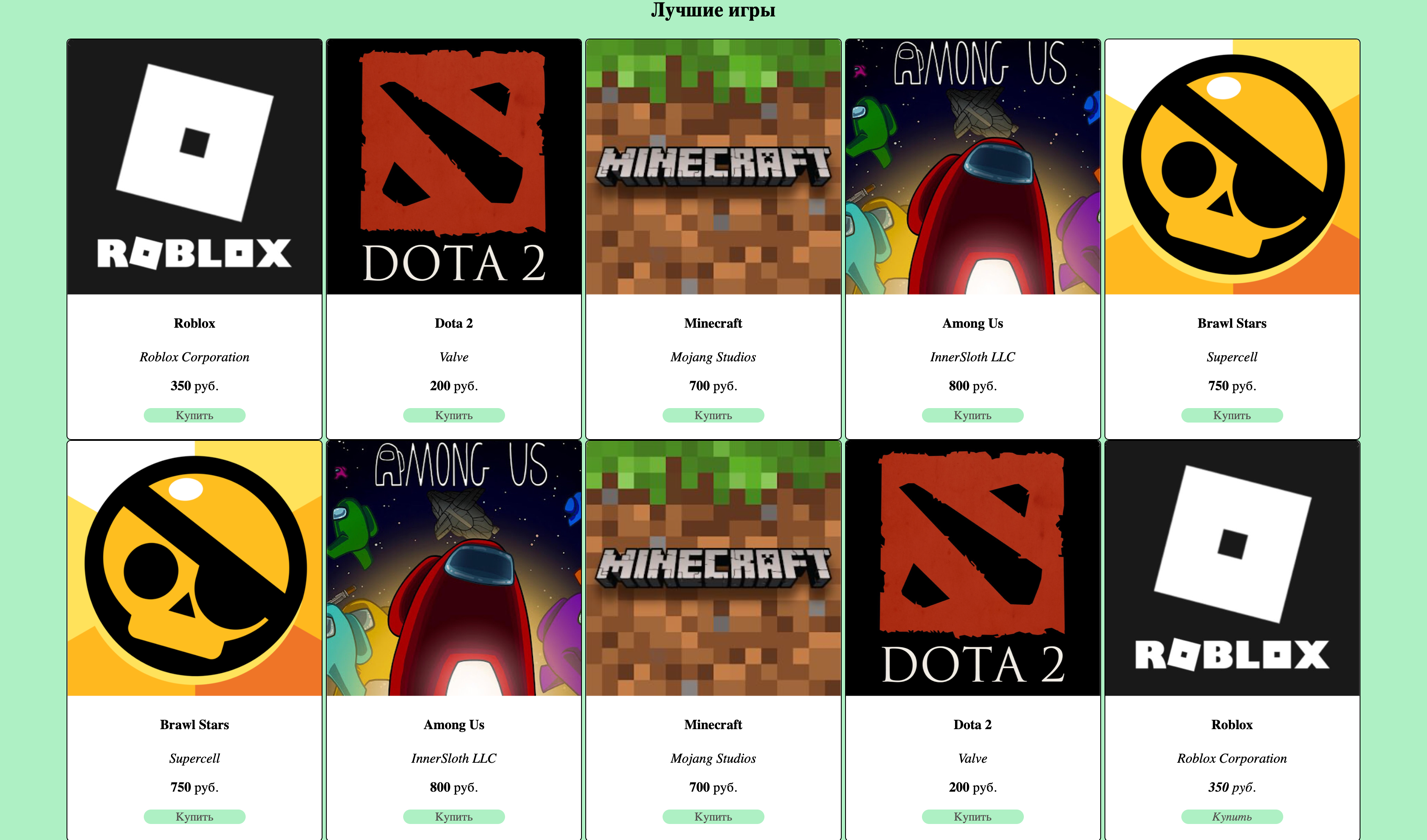 Лучшие игры
ROBLOX
DOTA 2
MINECRAFT
AMONG US
Roblox
Dota 2
Minecraft
Among Us
Brawl Stars
Roblox Corporation
Valve
Mojang Studios
InnerSloth LLC
Supercell
350 руб.
200 руб.
700 руб.
800 руб.
750 руб.
Купить
Купить
Купить
Купить
Купить
AMONG US
MINECRAFT
DOTA 2
ROBLOX
Brawl Stars
Among Us
Minecraft
Dota 2
Roblox
Supercell
InnerSloth LLC
Mojang Studios
Valve
Roblox Corporation
750 руб.
800 руб.
700 руб.
200 руб.
350 руб.
Купить
Купить
Купить
Купить
Купить